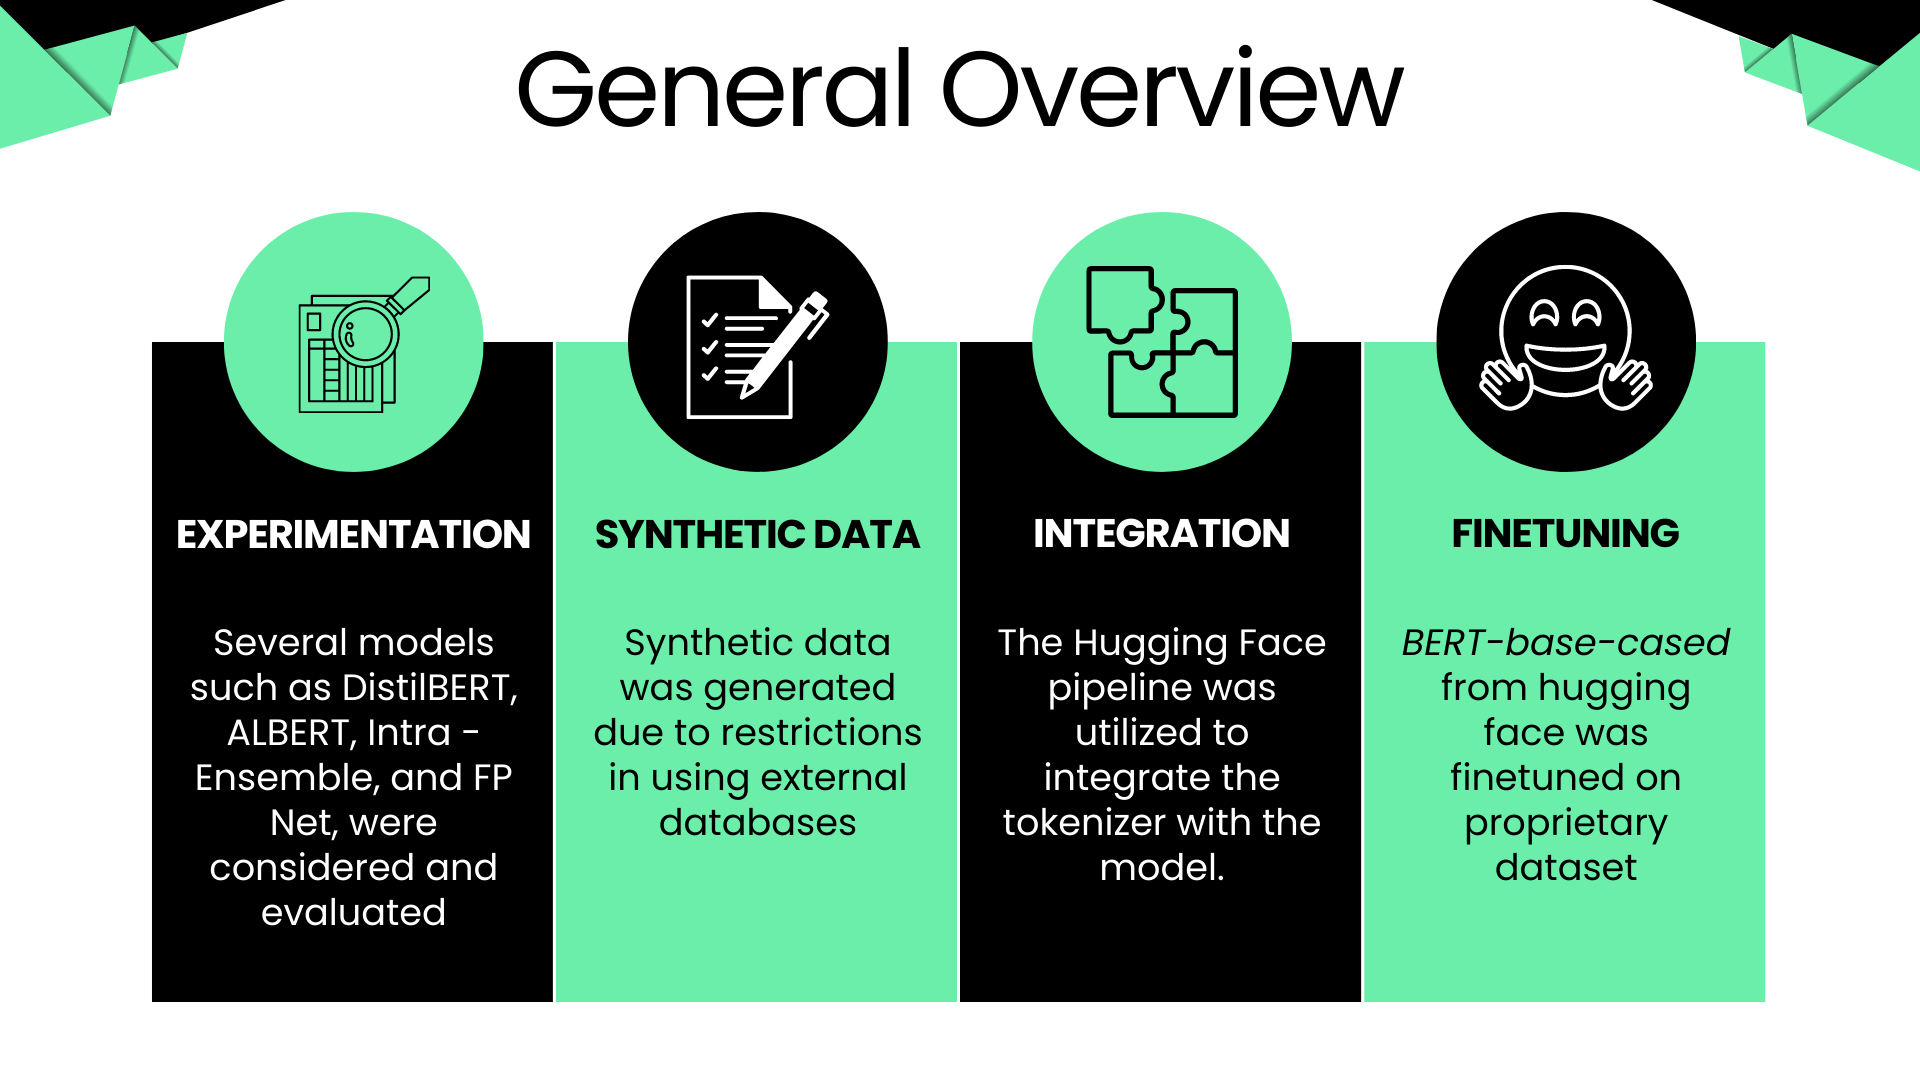 General Overview
EXPERIMENTATION
Several models
such as DistilBERT,
ALBERT, Intra -
Ensemble, and FP
Net, were
considered and
evaluated
SYNTHETIC DATA
Synthetic data
was generated
due to restrictions
in using external
databases
INTEGRATION
The Hugging Face
pipeline was
utilized to
integrate the
tokenizer with the
model.
FINETUNING
BERT-base-cased
from hugging
face was
finetuned on
proprietary
dataset